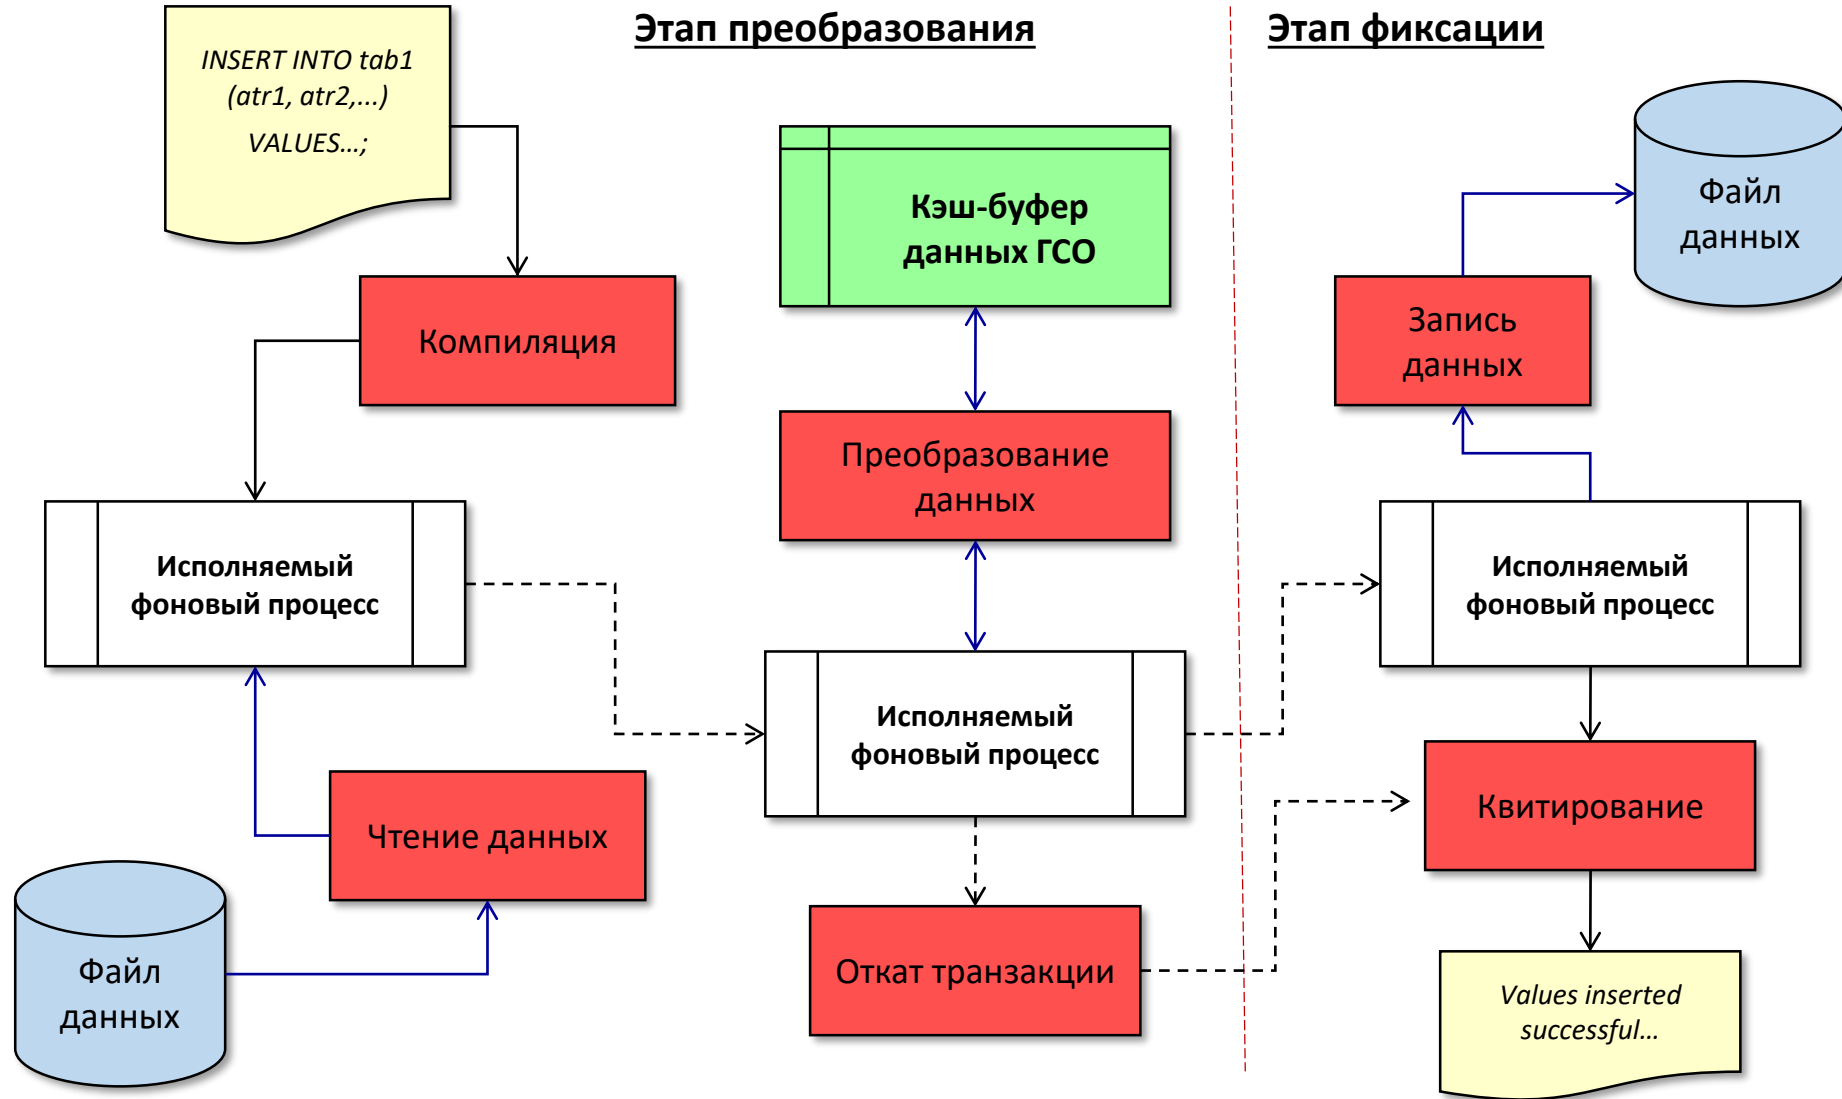 Этап преобразования
Этап фиксации
INSERT INTO tab1
(atr1, atr2,...)
VALUES...;
Кэш-буфер
данных ГСО
Файл
данных
Компиляция
Запись
данных
Преобразование
данных
Исполняемый
фоновый процесс
Исполняемый
фоновый процесс
Исполняемый
фоновый процесс
Чтение данных
Квитирование
Файл
данных
Откат транзакции
Values inserted
successful...